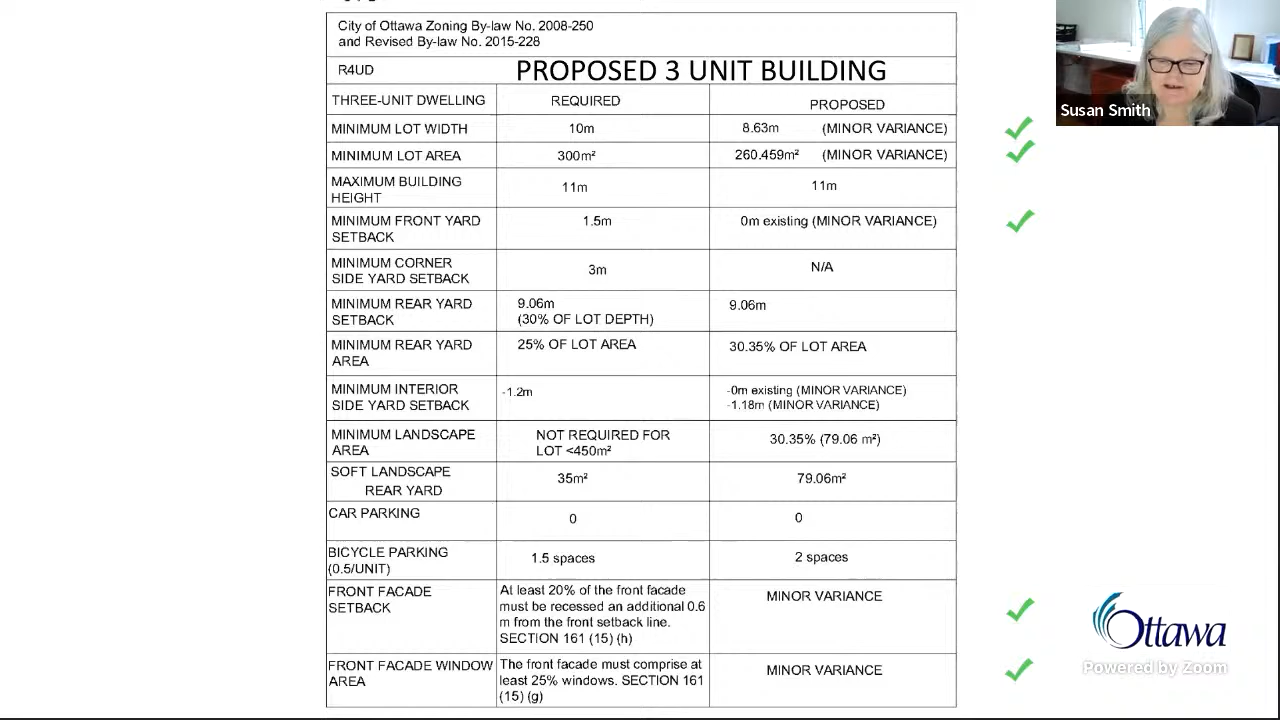 City of Ottawa Zoning By-law No. 2008-250
and Revised By-law No. 2015-228
R4UD
PROPOSED 3 UNIT BUILDING
THREE-UNIT DWELLING
REQUIRED
PROPOSED
MINIMUM LOT WIDTH
10m
8.63m (MINOR VARIANCE)
MINIMUM LOT AREA
300m²
260.459m² (MINOR VARIANCE)
MAXIMUM BUILDING
HEIGHT
11m
11m
MINIMUM FRONT YARD
SETBACK
1.5m
0m existing (MINOR VARIANCE)
MINIMUM CORNER
SIDE YARD SETBACK
3m
N/A
MINIMUM REAR YARD
SETBACK
9.06m
(30% OF LOT DEPTH)
9.06m
MINIMUM REAR YARD
AREA
25% OF LOT AREA
30.35% OF LOT AREA
MINIMUM INTERIOR
SIDE YARD SETBACK
-1.2m
-0m existing (MINOR VARIANCE)
-1.18m (MINOR VARIANCE)
MINIMUM LANDSCAPE
AREA
NOT REQUIRED FOR
LOT <450m²
30.35% (79.06 m²)
SOFT LANDSCAPE
REAR YARD
35m²
79.06m²
CAR PARKING
0
0
BICYCLE PARKING
(0.5/UNIT)
1.5 spaces
2 spaces
FRONT FACADE
SETBACK
At least 20% of the front facade
must be recessed an additional 0.6
m from the front setback line.
SECTION 161 (15) (h)
MINOR VARIANCE
FRONT FACADE WINDOW
AREA
The front facade must comprise at
least 25% windows. SECTION 161
(15) (g)
MINOR VARIANCE
Susan Smith
Ottawa
Powered by Zoom